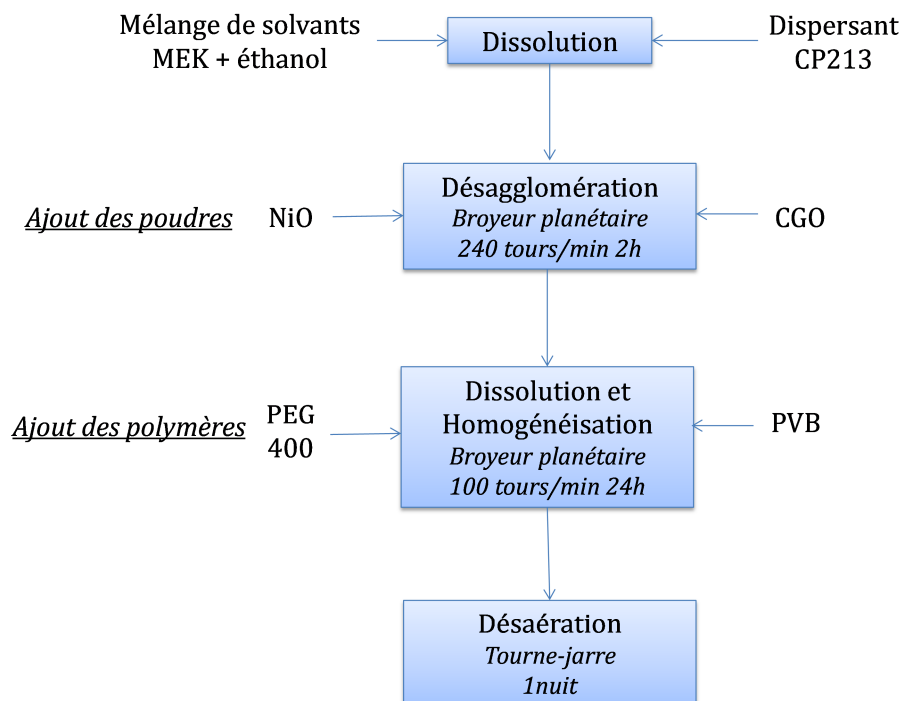 Mélange de solvants
MEK + éthanol
Dissolution
Dispersant
CP213
Ajout des poudres
NiO
Désagglomération
Broyeur planétaire
240 tours/min 2h
CGO
Ajout des polymères
PEG
400
Dissolution et
Homogénéisation
Broyeur planétaire
100 tours/min 24h
PVB
Désaération
Tourne-jarre
1nuit